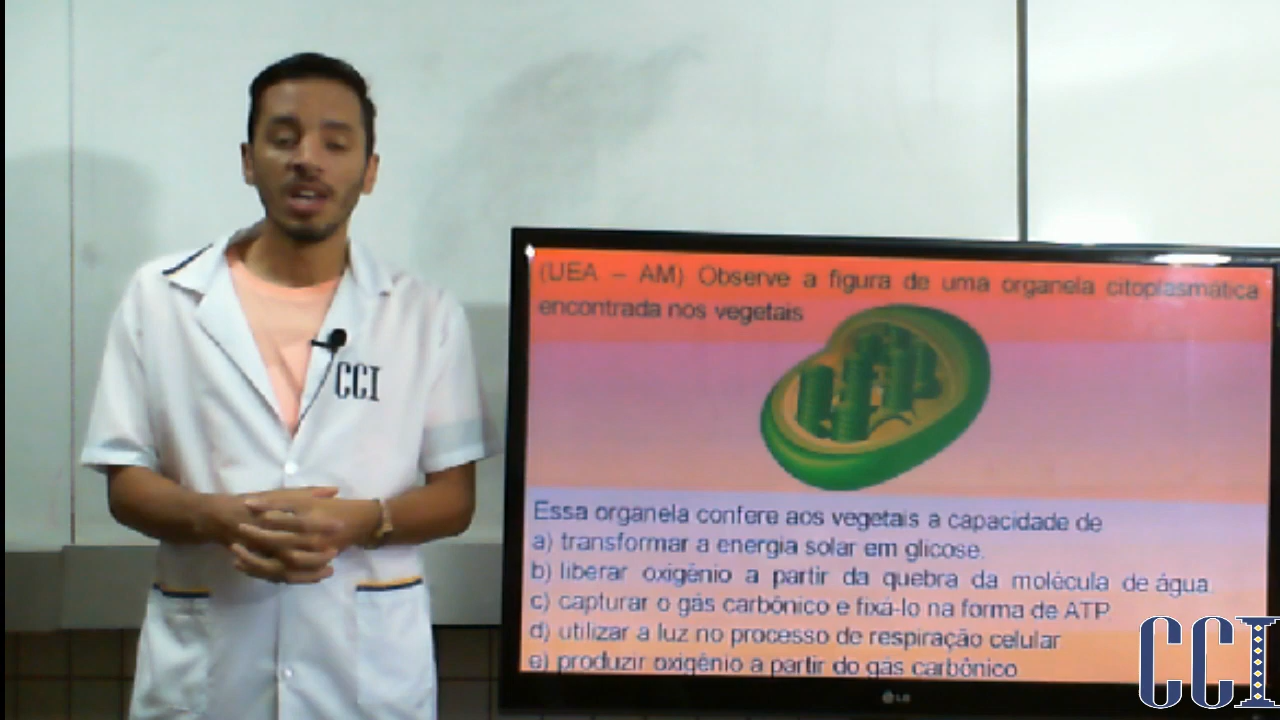 CCI
(UEA – AM) Observe a figura de uma organela citoplasmática
encontrada nos vegetais
Essa organela confere aos vegetais a capacidade de
a) transformar a energia solar em glicose.
b) liberar oxigênio a partir da quebra da molécula de água.
c) capturar o gás carbônico e fixá-lo na forma de ATP.
d) utilizar a luz no processo de respiração celular
e) produzir oxigênio a partir do gás carbônico
LG
CCI